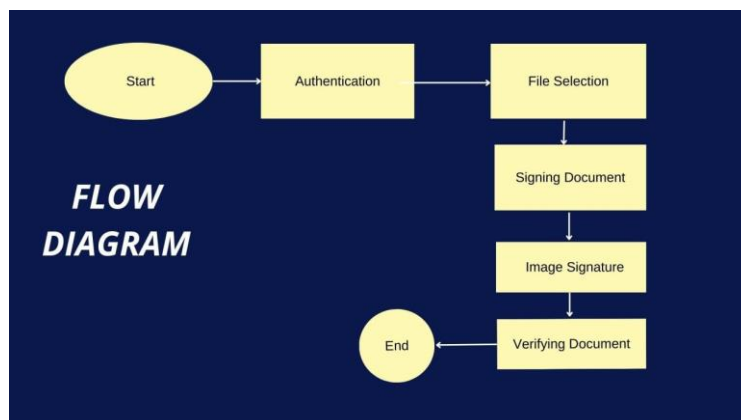 Start
Authentication
File Selection
Signing Document
FLOW
DIAGRAM
Image Signature
End
Verifying Document